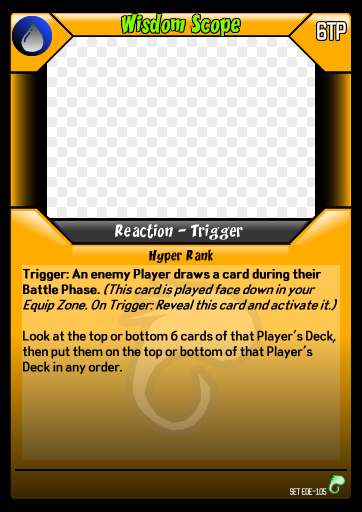 Wisdom Scope
6TP
Reaction - Trigger
Hyper Rank
Trigger: An enemy Player draws a card during their
Battle Phase. (This card is played face down in your
Equip Zone. On Trigger: Reveal this card and activate it.)
Look at the top or bottom 6 cards of that Player's Deck,
then put them on the top or bottom of that Player's
Deck in any order.
SET EOE-105